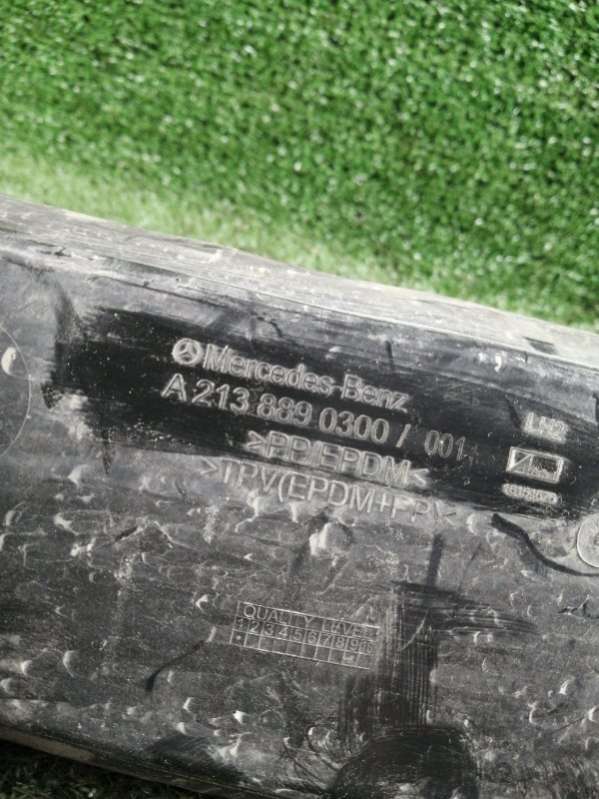 Mercedes-Benz
A 213 889 0300 / 001
>PP/EPDM<
>TPV(EPDM+PP)<
QUALITY LEVEL
1 2 3 4 5 6 7 8 9 10